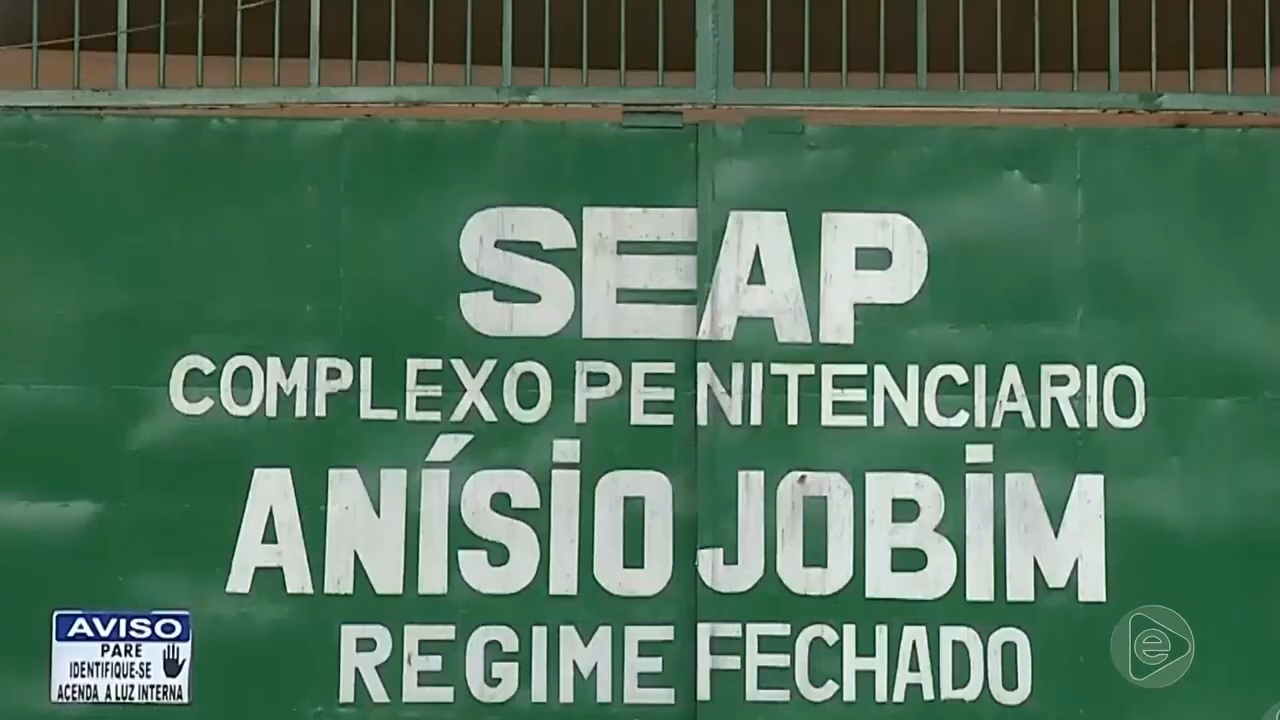 SEAP
COMPLEXO PENITENCIARIO
ANÍSIO JOBIM
REGIME FECHADO
AVISO
PARE
IDENTIFIQUE-SE
ACENDA A LUZ INTERNA
e